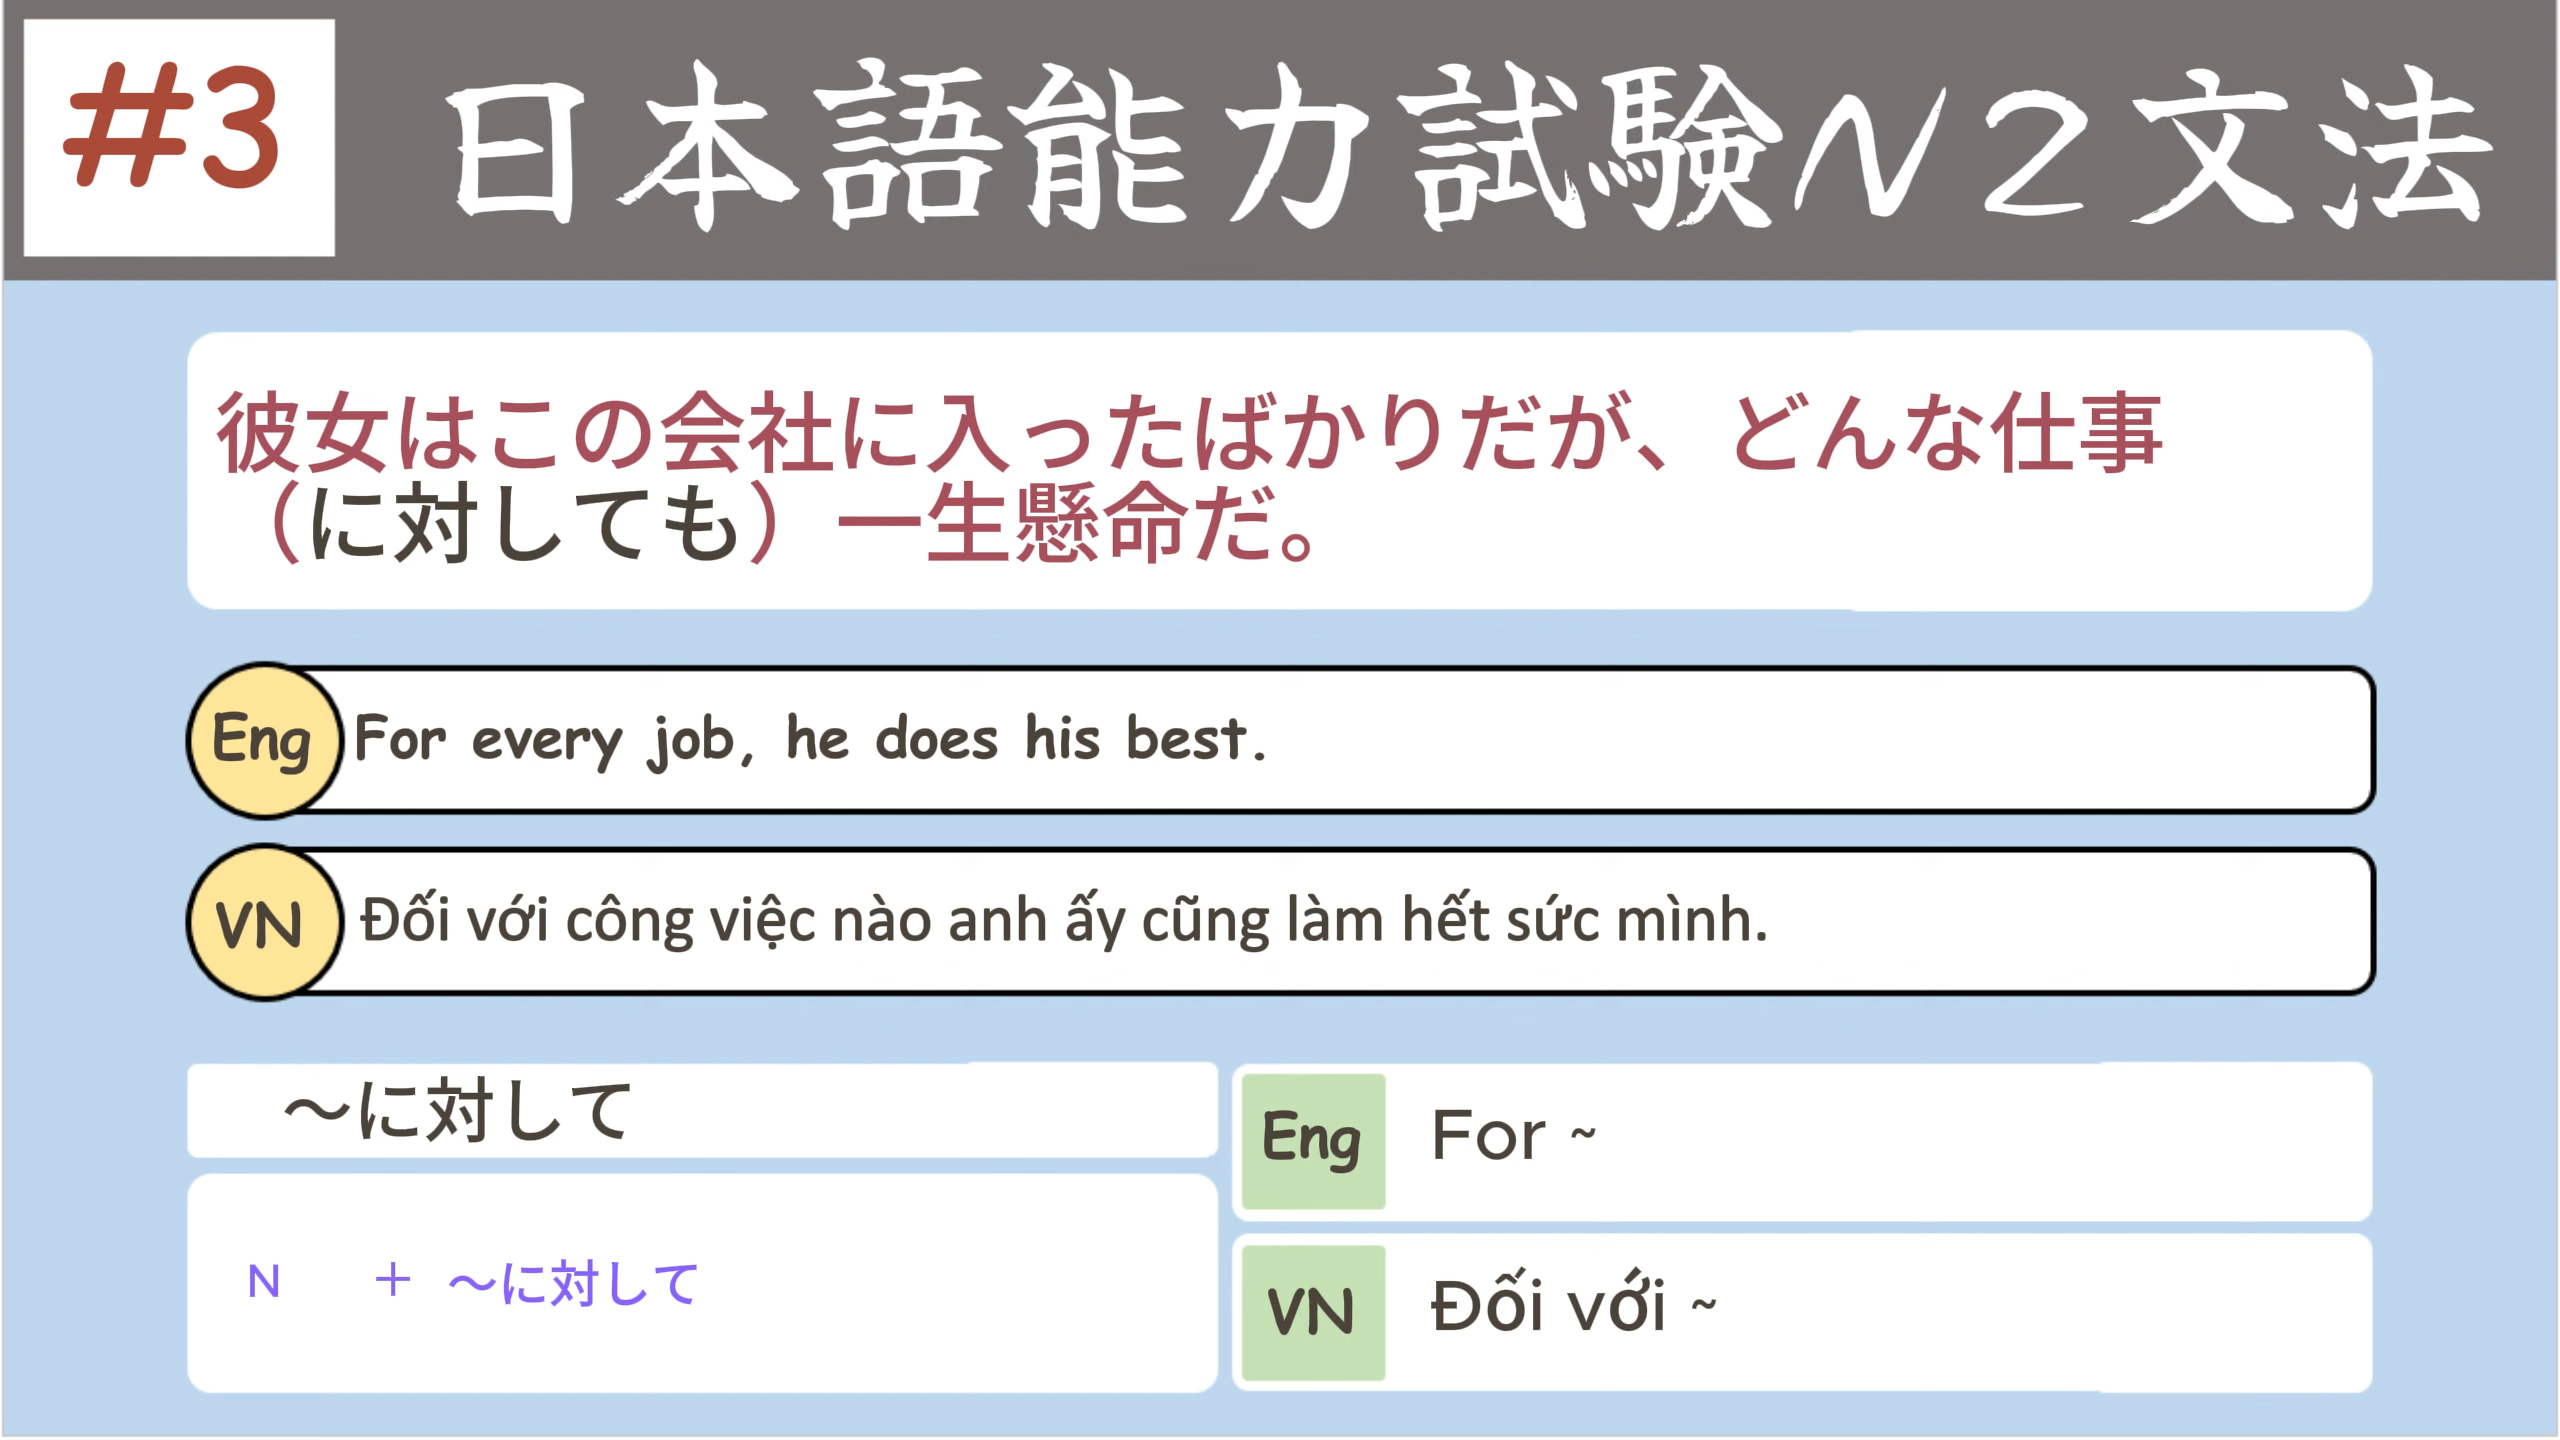 #3
日本語能力試験N2文法
彼女はこの会社に入ったばかりだが、どんな仕事
（に対しても）一生懸命だ。
Eng For every job, he does his best.
VN Đối với công việc nào anh ấy cũng làm hết sức mình.
～に対して
N ＋ ～に対して
Eng For ~
VN Đối với ~